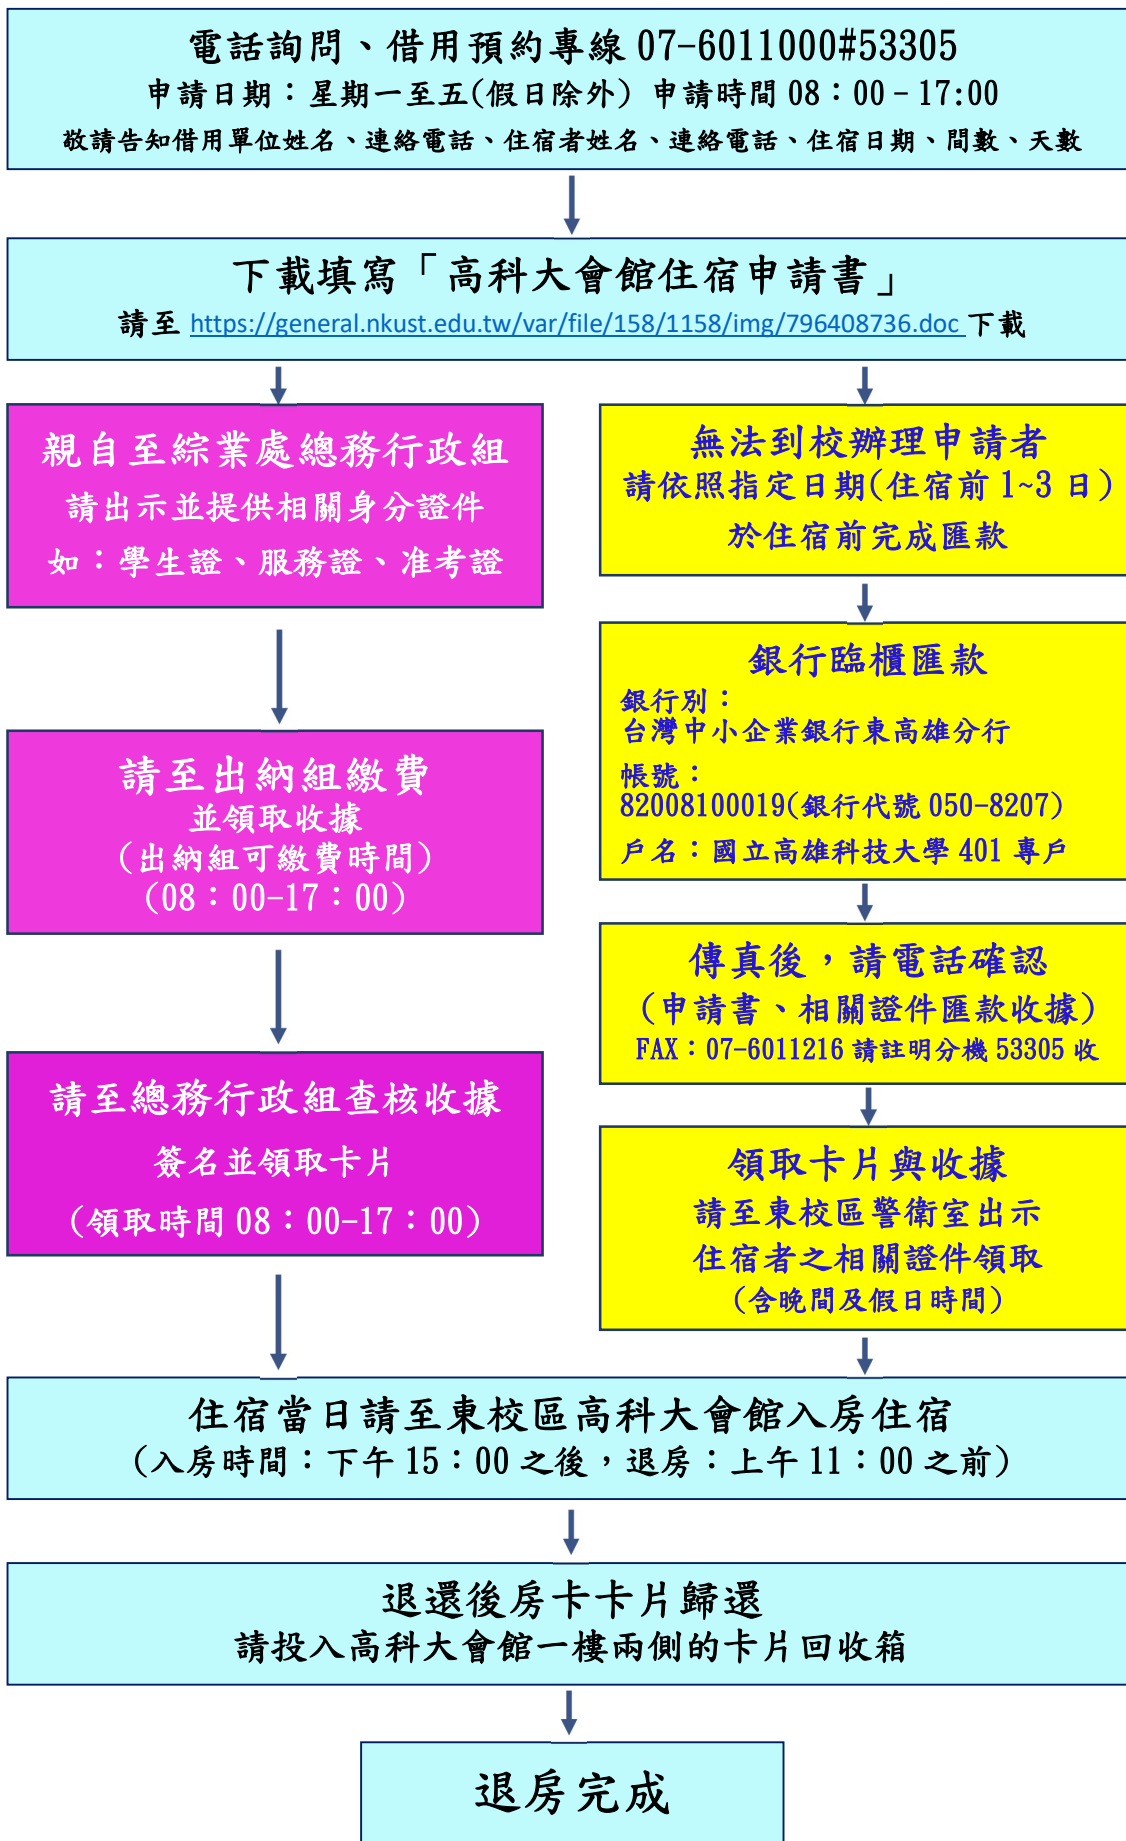 電話詢問、借用預約專線 07-6011000#53305
申請日期：星期一至五(假日除外) 申請時間 08：00－17:00
敬請告知借用單位姓名、連絡電話、住宿者姓名、連絡電話、住宿日期、間數、天數
下載填寫「高科大會館住宿申請書」
請至 https://general.nkust.edu.tw/var/file/158/1158/img/796408736.doc 下載
親自至綜業處總務行政組
請出示並提供相關身分證件
如：學生證、服務證、准考證
請至出納組繳費
並領取收據
(出納組可繳費時間)
(08：00-17：00)
請至總務行政組查核收據
簽名並領取卡片
(領取時間 08：00-17：00)
無法到校辦理申請者
請依照指定日期(住宿前 1~3 日)
於住宿前完成匯款
銀行臨櫃匯款
銀行別：
台灣中小企業銀行東高雄分行
帳號：
82008100019(銀行代號 050-8207)
戶名：國立高雄科技大學 401 專戶
傳真後，請電話確認
(申請書、相關證件匯款收據)
FAX：07-6011216 請註明分機 53305 收
領取卡片與收據
請至東校區警衛室出示
住宿者之相關證件領取
(含晚間及假日時間)
住宿當日請至東校區高科大會館入房住宿
(入房時間：下午 15：00 之後，退房：上午 11：00 之前)
退還後房卡卡片歸還
請投入高科大會館一樓兩側的卡片回收箱
退房完成